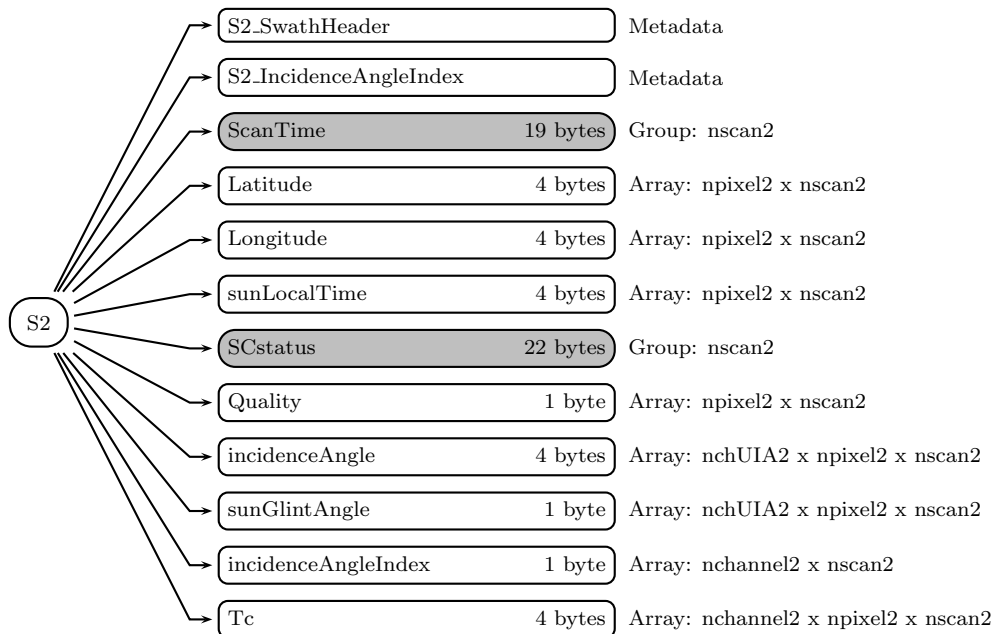 S2_SwathHeader Metadata
S2_IncidenceAngleIndex Metadata
ScanTime 19 bytes Group: nscan2
Latitude 4 bytes Array: npixel2 x nscan2
Longitude 4 bytes Array: npixel2 x nscan2
sunLocalTime 4 bytes Array: npixel2 x nscan2
S2
SCstatus 22 bytes Group: nscan2
Quality 1 byte Array: npixel2 x nscan2
incidenceAngle 4 bytes Array: nchUIA2 x npixel2 x nscan2
sunGlintAngle 1 byte Array: nchUIA2 x npixel2 x nscan2
incidenceAngleIndex 1 byte Array: nchannel2 x nscan2
Tc 4 bytes Array: nchannel2 x npixel2 x nscan2